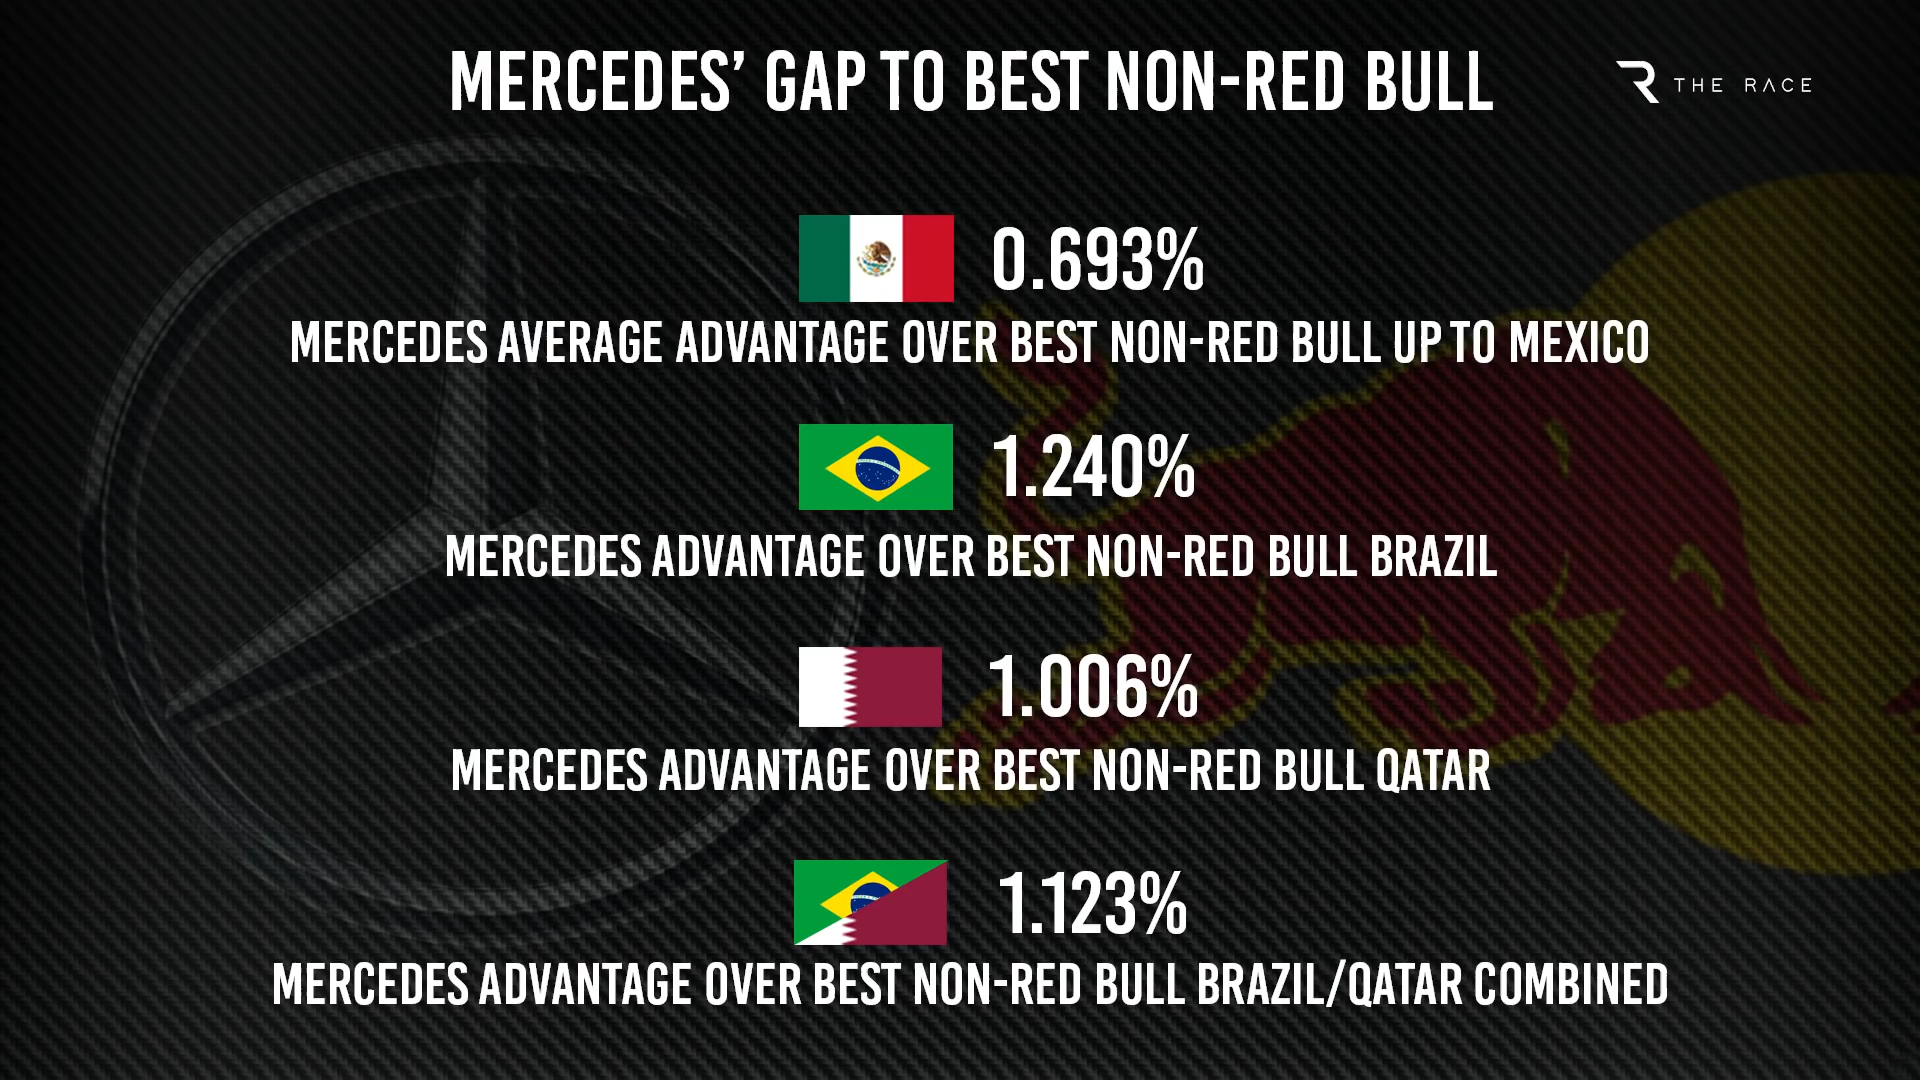 MERCEDES' GAP TO BEST NON-RED BULL
THE RACE
0.693%
MERCEDES AVERAGE ADVANTAGE OVER BEST NON-RED BULL UP TO MEXICO
1.240%
MERCEDES ADVANTAGE OVER BEST NON-RED BULL BRAZIL
1.006%
MERCEDES ADVANTAGE OVER BEST NON-RED BULL QATAR
1.123%
MERCEDES ADVANTAGE OVER BEST NON-RED BULL BRAZIL/QATAR COMBINED